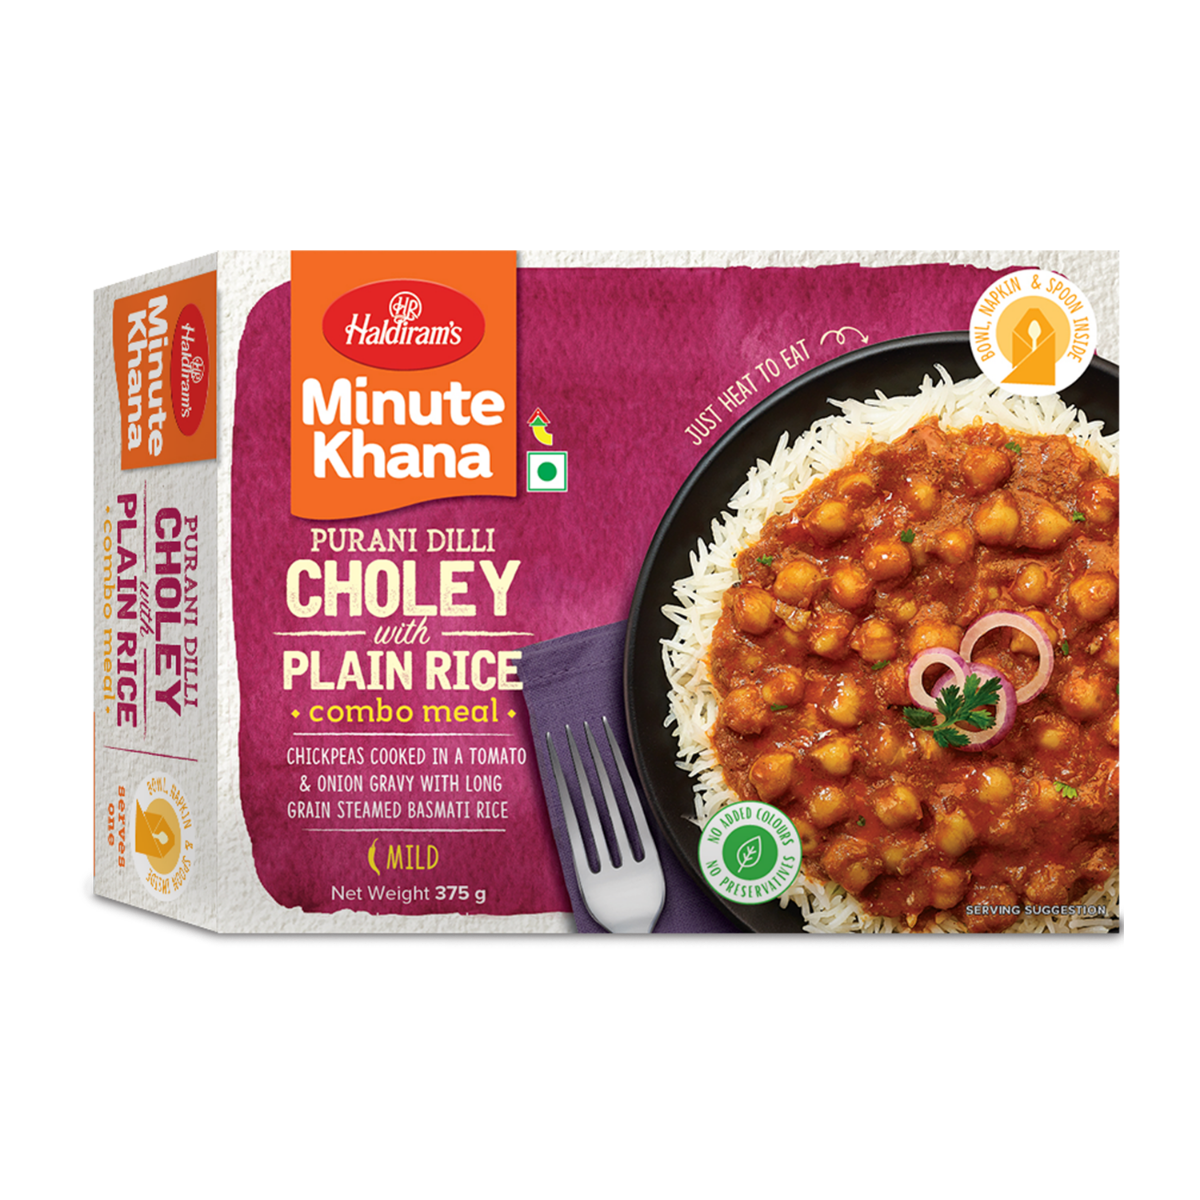 HR
Haldiram's
Minute
Khana
PURANI DILLI
CHOLEY
with
PLAIN RICE
• combo meal •
CHICKPEAS COOKED IN A TOMATO
& ONION GRAVY WITH LONG
GRAIN STEAMED BASMATI RICE
MILD
Net Weight 375 g
JUST HEAT TO EAT
BOWL, NAPKIN & SPOON INSIDE
NO ADDED COLOURS
NO PRESERVATIVES
SERVING SUGGESTION
HR
Haldiram's
Minute
Khana
PURANI DILLI
CHOLEY
with
PLAIN RICE
• combo meal •
BOWL, NAPKIN & SPOON INSIDE
serves
one